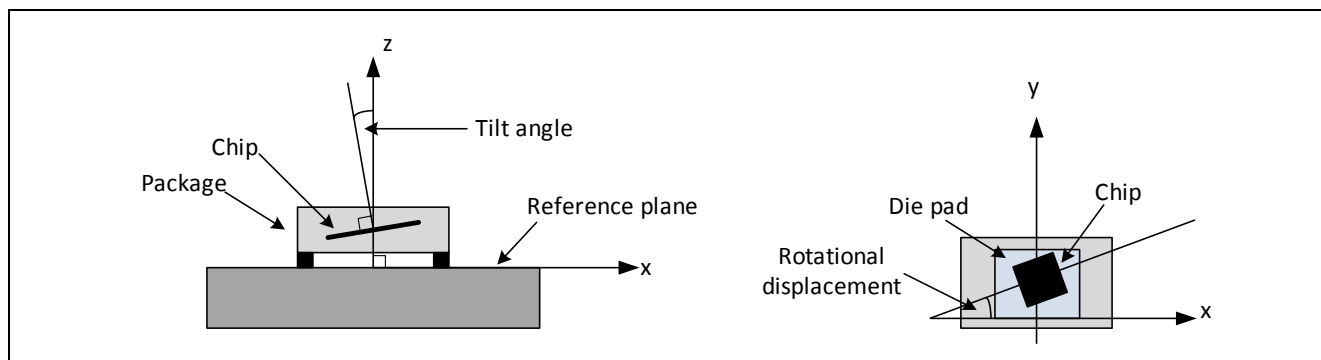 z
Tilt angle
Chip
Package
Reference plane
x
y
Die pad
Chip
Rotational
displacement
x